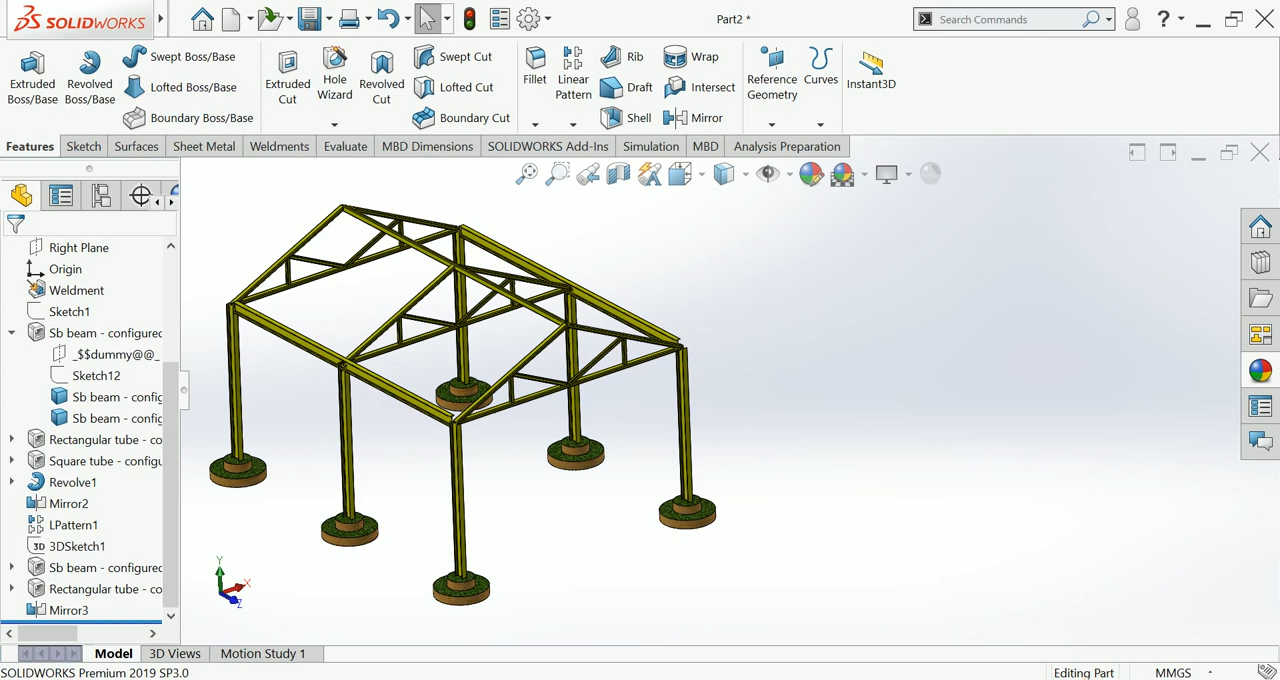 SOLIDWORKS
Part2 *
Search Commands
Extruded Boss/Base
Revolved Boss/Base
Swept Boss/Base
Lofted Boss/Base
Boundary Boss/Base
Extruded Cut
Hole Wizard
Revolved Cut
Swept Cut
Lofted Cut
Boundary Cut
Fillet
Linear Pattern
Rib
Draft
Shell
Wrap
Intersect
Mirror
Reference Geometry
Curves
Instant3D
Features
Sketch
Surfaces
Sheet Metal
Weldments
Evaluate
MBD Dimensions
SOLIDWORKS Add-Ins
Simulation
MBD
Analysis Preparation
Right Plane
Origin
Weldment
Sketch1
Sb beam - configured
_$$dummy@@_
Sketch12
Sb beam - config
Sb beam - config
Rectangular tube - co
Square tube - configu
Revolve1
Mirror2
LPattern1
3D 3DSketch1
Sb beam - configured
Rectangular tube - co
Mirror3
Y
X
Z
Model
3D Views
Motion Study 1
SOLIDWORKS Premium 2019 SP3.0
Editing Part
MMGS